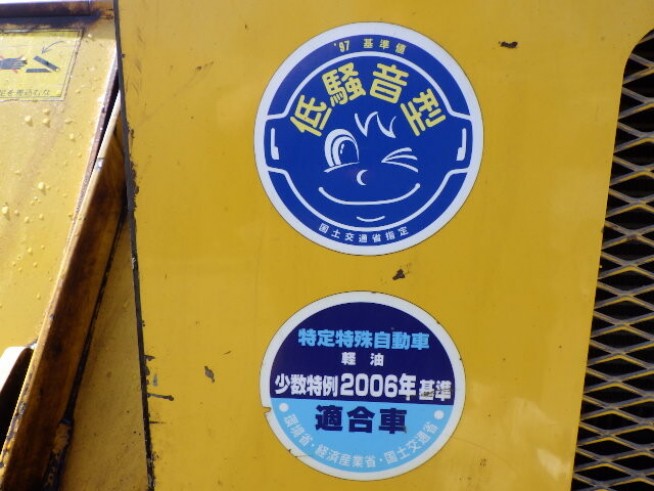 '97 基準値
低騒音型
国土交通省指定
特定特殊自動車
軽油
少数特例2006年基準
適合車
環境省・経済産業省・国土交通省